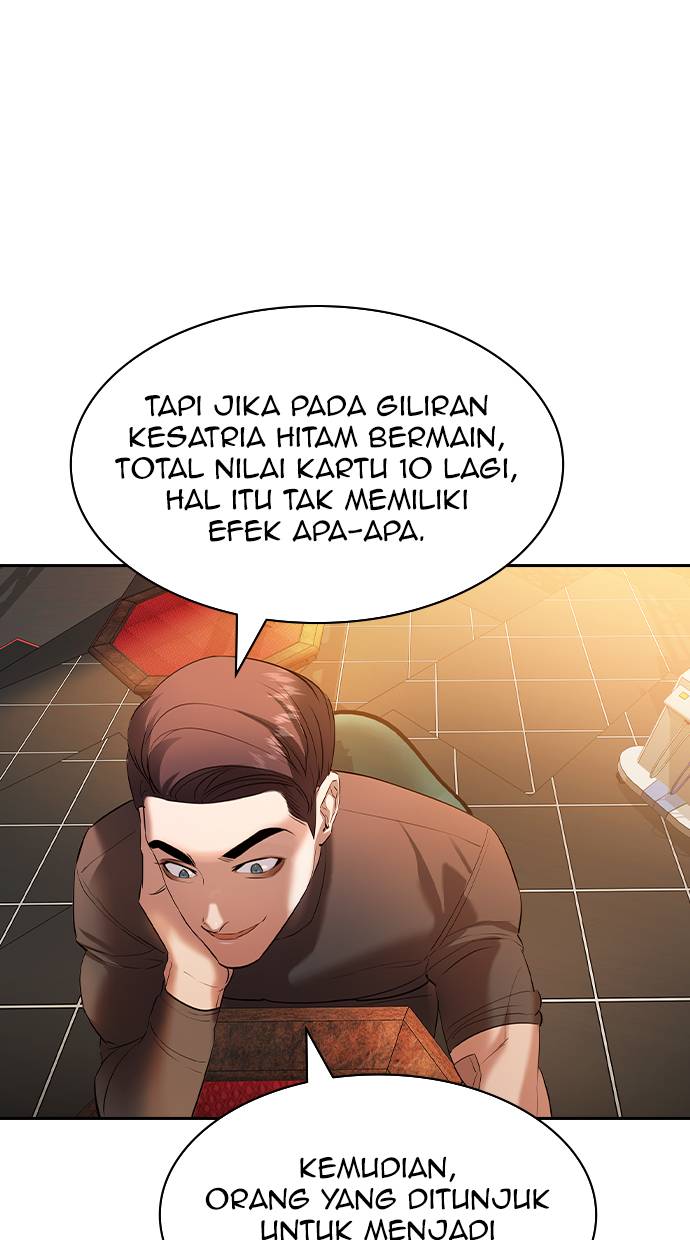 TAPI JIKA PADA GILIRAN
KESATRIA HITAM BERMAIN,
TOTAL NILAI KARTU 10 LAGI,
HAL ITU TAK MEMILIKI
EFEK APA-APA.
KEMUDIAN,
ORANG YANG DITUNJUK
UNTUK MENJADI